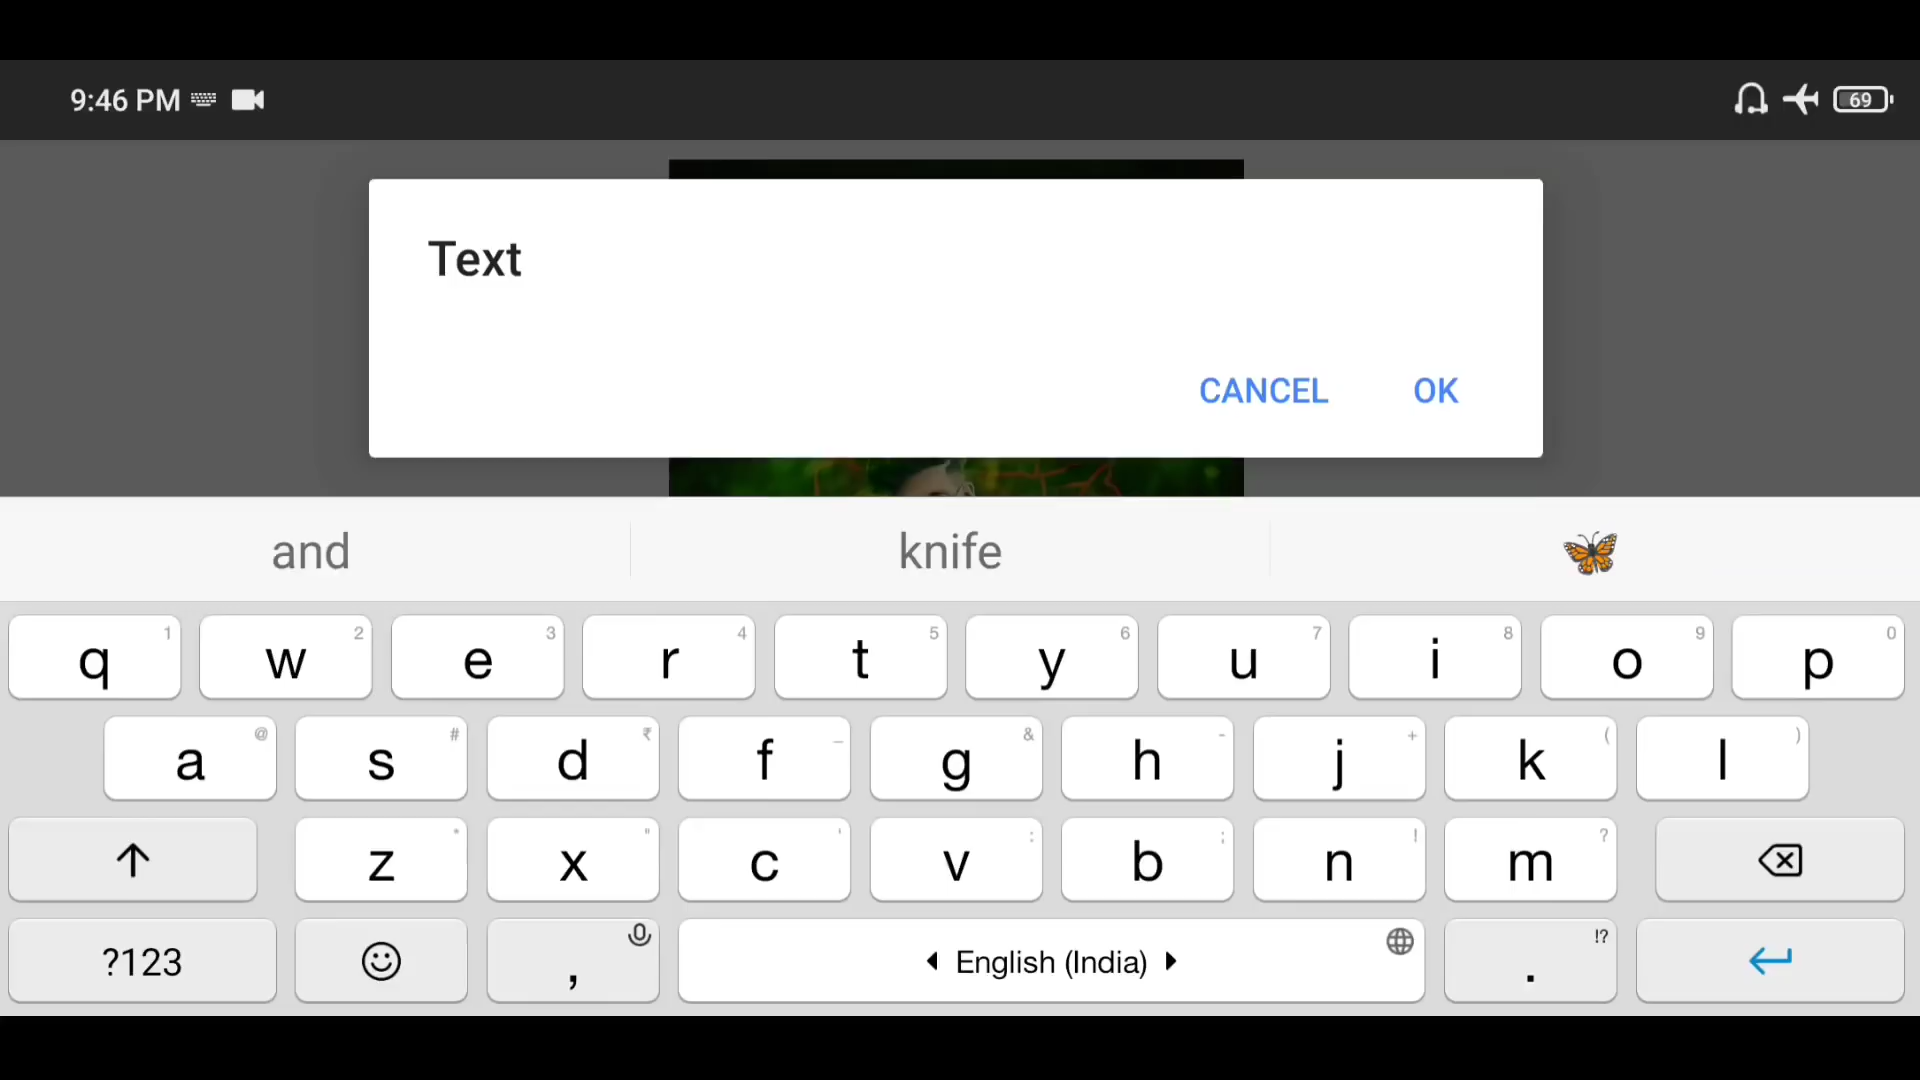 9:46 PM 69
Text
CANCEL OK
and knife
q 1 w 2 e 3 r 4 t 5 y 6 u 7 i 8 o 9 p 0
a @ s # d ₹ f _ g & h - j + k ( l )
z * x " c ' v : b ; n ! m ?
?123 , English (India) . !?